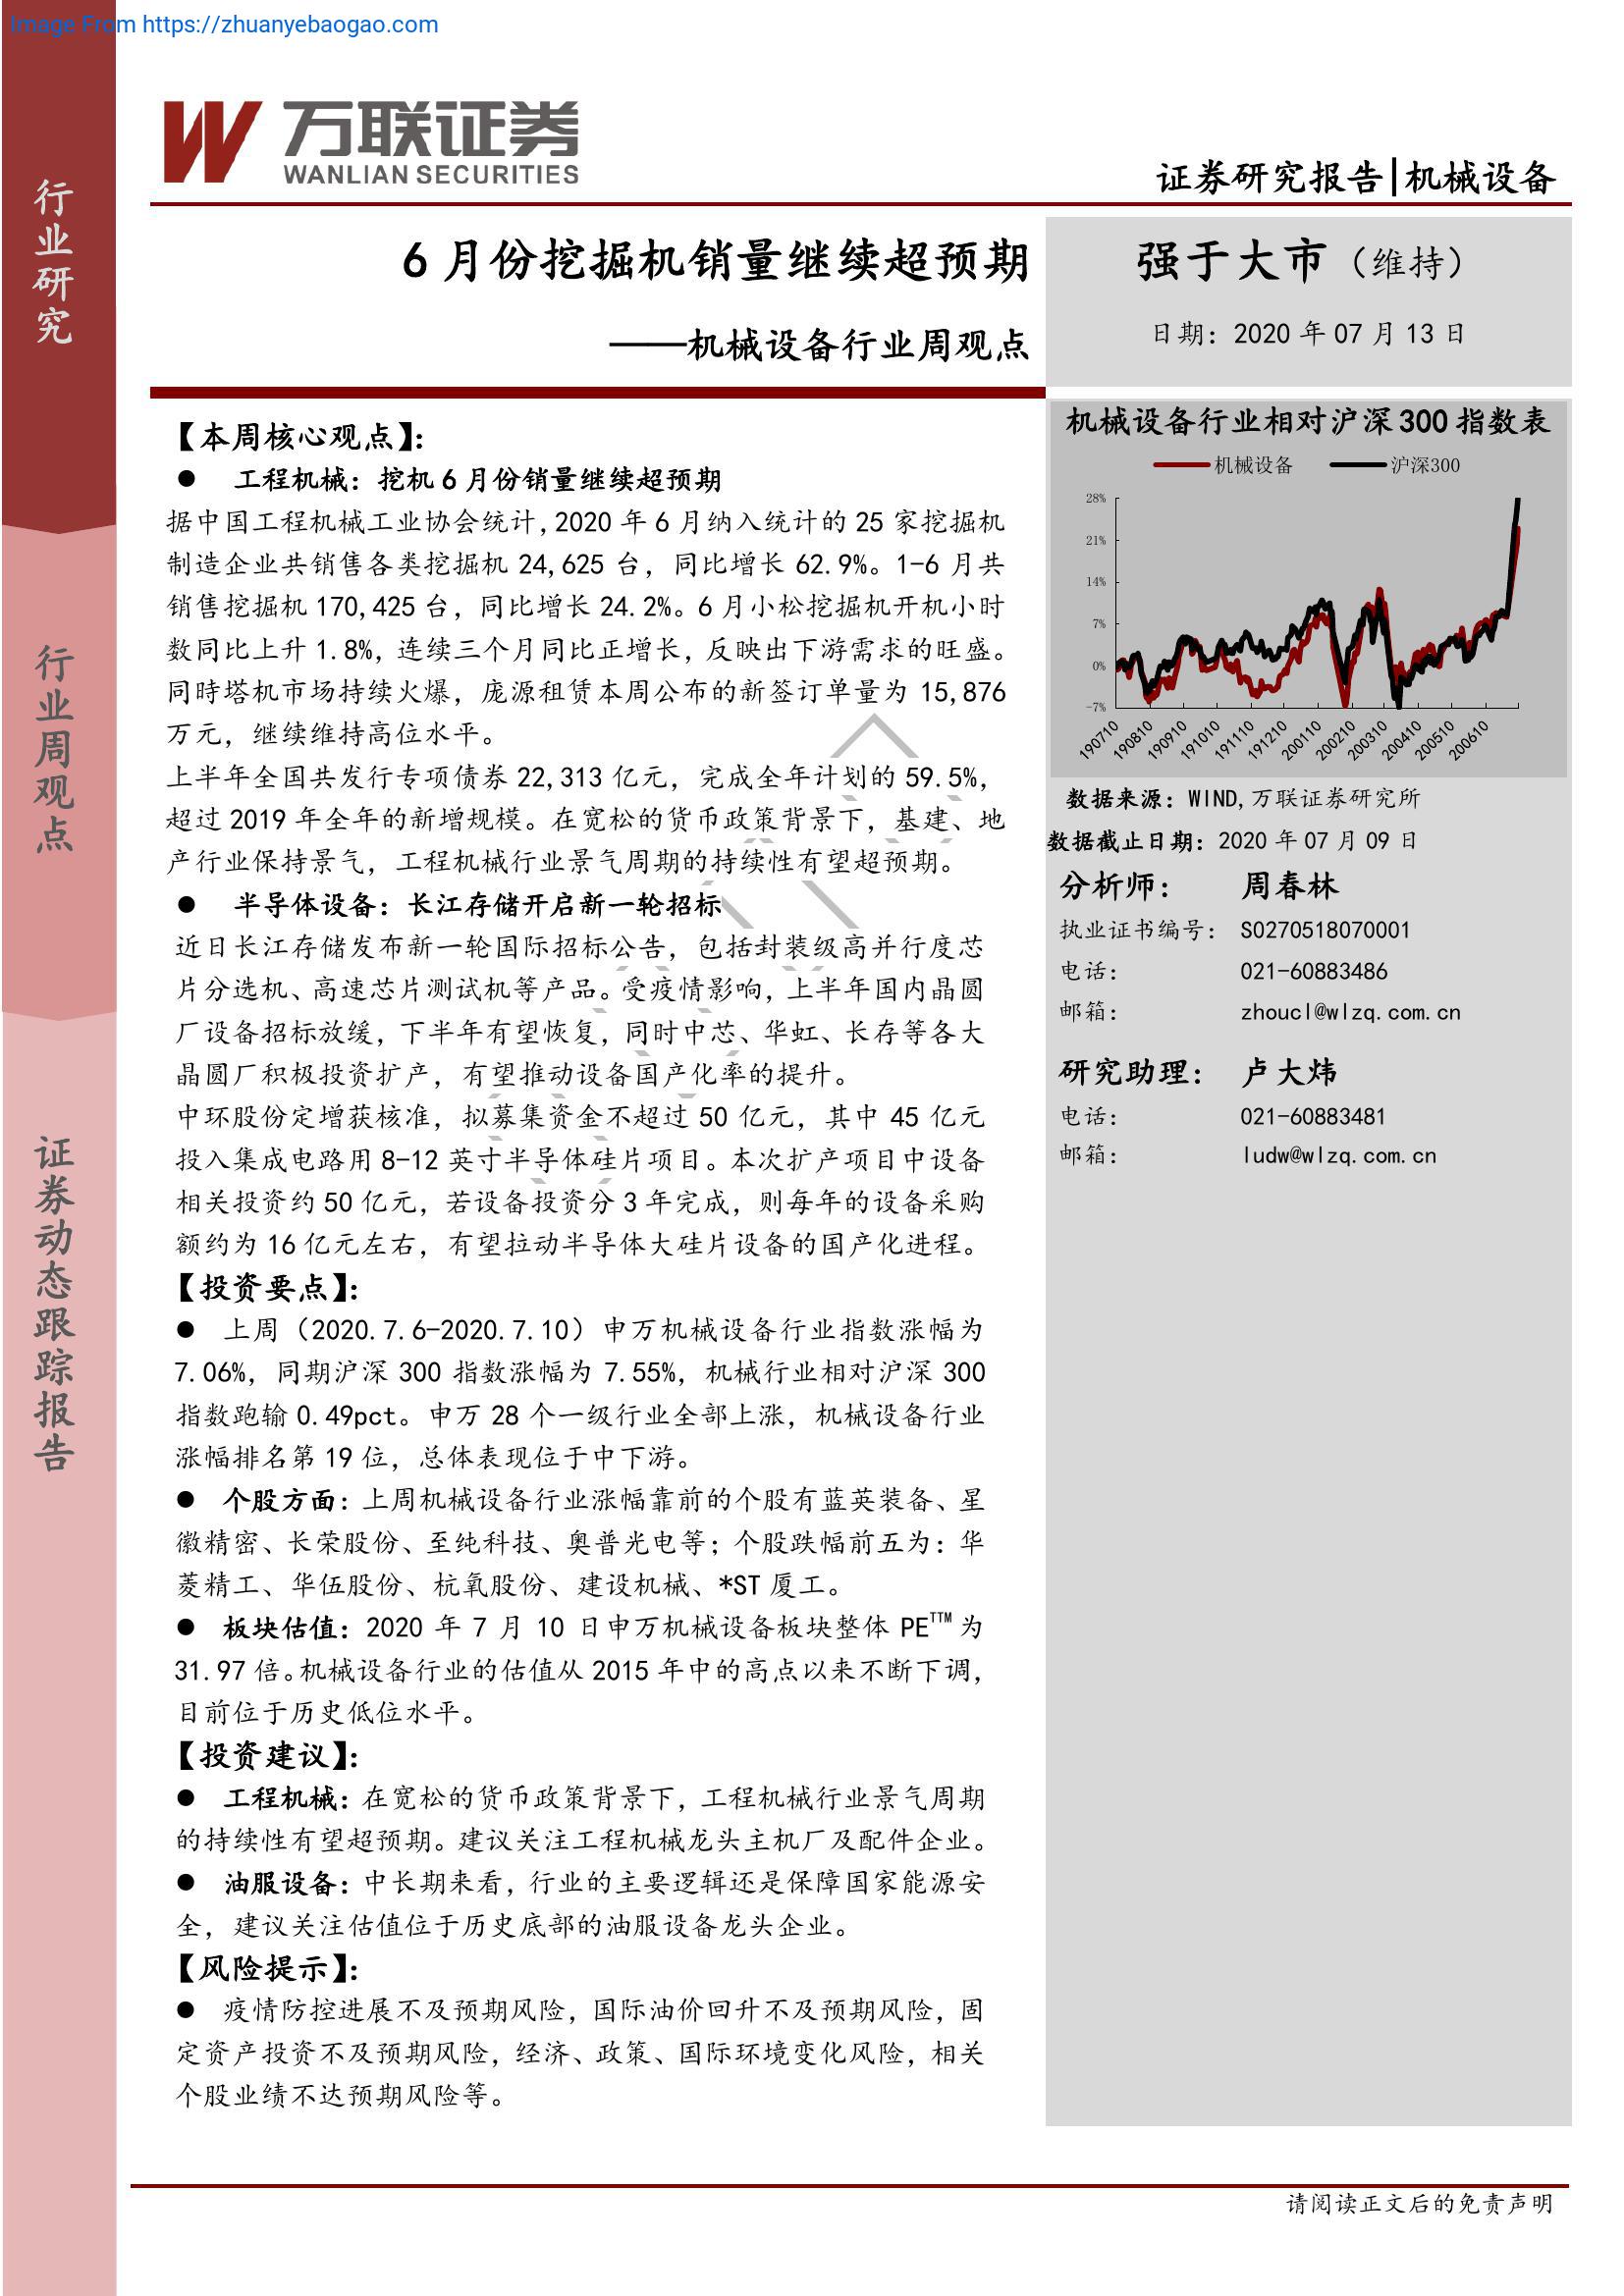 Image From https://zhuanyebaogao.com
万联证券
WANLIAN SECURITIES
证券研究报告|机械设备
行业研究
行业周观点
证券动态跟踪报告
6 月份挖掘机销量继续超预期
——机械设备行业周观点
强于大市（维持）
日期：2020 年 07 月 13 日
【本周核心观点】：
● 工程机械：挖机 6 月份销量继续超预期
据中国工程机械工业协会统计，2020 年 6 月纳入统计的 25 家挖掘机
制造企业共销售各类挖掘机 24,625 台，同比增长 62.9%。1-6 月共
销售挖掘机 170,425 台，同比增长 24.2%。6 月小松挖掘机开机小时
数同比上升 1.8%，连续三个月同比正增长，反映出下游需求的旺盛。
同时塔机市场持续火爆，庞源租赁本周公布的新签订单量为 15,876
万元，继续维持高位水平。
上半年全国共发行专项债券 22,313 亿元，完成全年计划的 59.5%，
超过 2019 年全年的新增规模。在宽松的货币政策背景下，基建、地
产行业保持景气，工程机械行业景气周期的持续性有望超预期。
● 半导体设备：长江存储开启新一轮招标
近日长江存储发布新一轮国际招标公告，包括封装级高并行度芯
片分选机、高速芯片测试机等产品。受疫情影响，上半年国内晶圆
厂设备招标放缓，下半年有望恢复，同时中芯、华虹、长存等各大
晶圆厂积极投资扩产，有望推动设备国产化率的提升。
中环股份定增获核准，拟募集资金不超过 50 亿元，其中 45 亿元
投入集成电路用 8-12 英寸半导体硅片项目。本次扩产项目中设备
相关投资约 50 亿元，若设备投资分 3 年完成，则每年的设备采购
额约为 16 亿元左右，有望拉动半导体大硅片设备的国产化进程。
【投资要点】：
● 上周（2020.7.6-2020.7.10）申万机械设备行业指数涨幅为
7.06%，同期沪深 300 指数涨幅为 7.55%，机械行业相对沪深 300
指数跑输 0.49pct。申万 28 个一级行业全部上涨，机械设备行业
涨幅排名第 19 位，总体表现位于中下游。
● 个股方面：上周机械设备行业涨幅靠前的个股有蓝英装备、星
徽精密、长荣股份、至纯科技、奥普光电等；个股跌幅前五为：华
菱精工、华伍股份、杭氧股份、建设机械、*ST 厦工。
● 板块估值：2020 年 7 月 10 日申万机械设备板块整体 PETTM 为
31.97 倍。机械设备行业的估值从 2015 年中的高点以来不断下调，
目前位于历史低位水平。
【投资建议】：
● 工程机械：在宽松的货币政策背景下，工程机械行业景气周期
的持续性有望超预期。建议关注工程机械龙头主机厂及配件企业。
● 油服设备：中长期来看，行业的主要逻辑还是保障国家能源安
全，建议关注估值位于历史底部的油服设备龙头企业。
【风险提示】：
● 疫情防控进展不及预期风险，国际油价回升不及预期风险，固
定资产投资不及预期风险，经济、政策、国际环境变化风险，相关
个股业绩不达预期风险等。
机械设备行业相对沪深 300 指数表
机械设备 沪深300
28%
21%
14%
7%
0%
-7%
190710 190810 190910 191010 191110 191210 200110 200210 200310 200410 200510 200610
数据来源：WIND,万联证券研究所
数据截止日期：2020 年 07 月 09 日
分析师： 周春林
执业证书编号： S0270518070001
电话： 021-60883486
邮箱： zhoucl@wlzq.com.cn
研究助理： 卢大炜
电话： 021-60883481
邮箱： ludw@wlzq.com.cn
请阅读正文后的免责声明